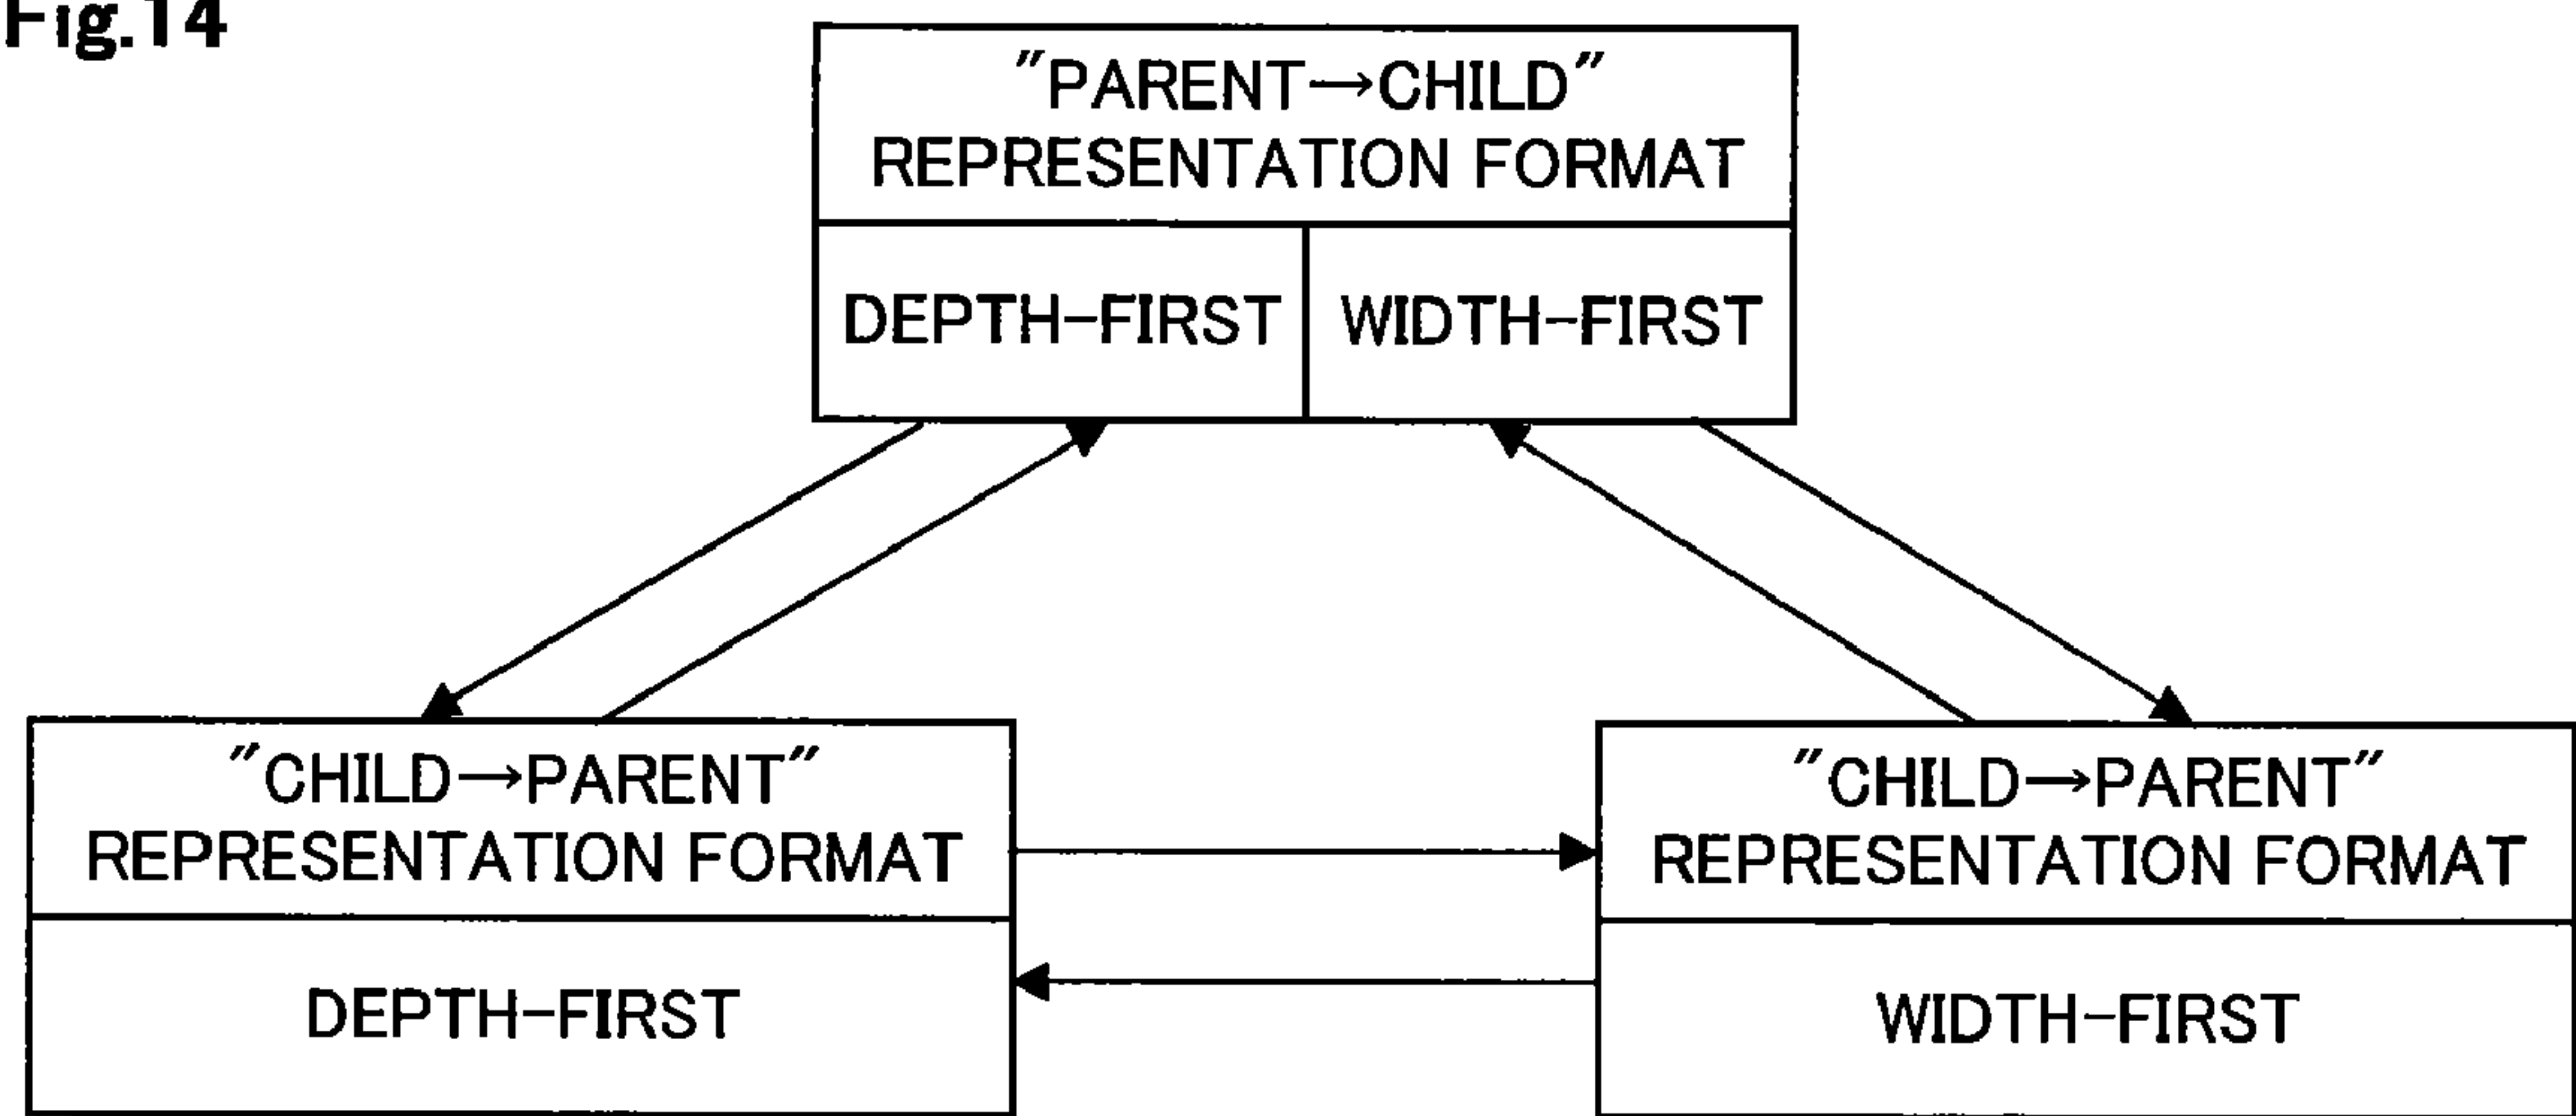 Fig.14
"PARENT→CHILD"
REPRESENTATION FORMAT
DEPTH-FIRST WIDTH-FIRST
"CHILD→PARENT"
REPRESENTATION FORMAT
DEPTH-FIRST
"CHILD→PARENT"
REPRESENTATION FORMAT
WIDTH-FIRST